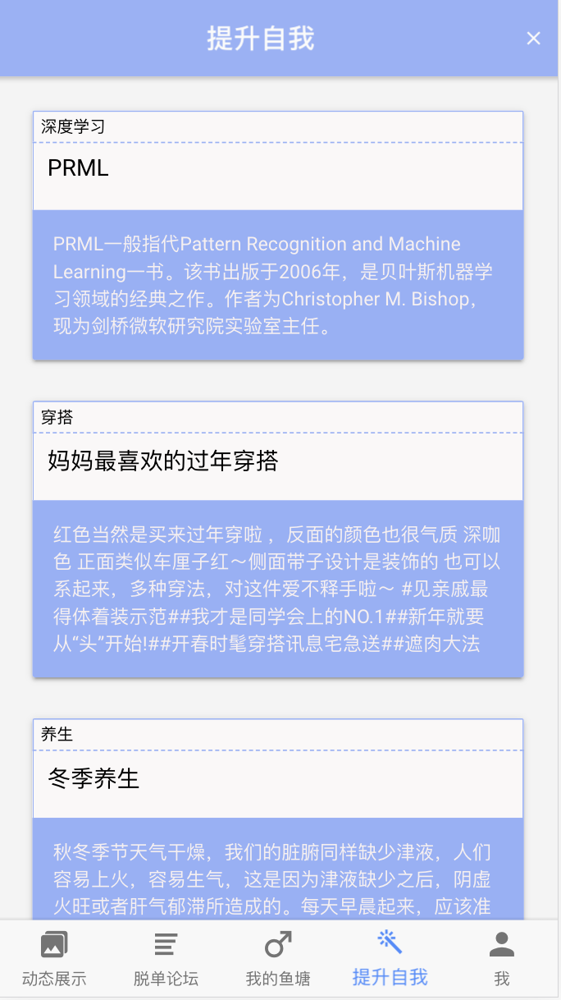 提升自我
深度学习
PRML
PRML一般指代Pattern Recognition and Machine
Learning一书。该书出版于2006年，是贝叶斯机器学
习领域的经典之作。作者为Christopher M. Bishop，
现为剑桥微软研究院实验室主任。
穿搭
妈妈最喜欢的过年穿搭
红色当然是买来过年穿啦 ，反面的颜色也很气质 深咖
色 正面类似车厘子红～侧面带子设计是装饰的 也可以
系起来，多种穿法，对这件爱不释手啦～ #见亲戚最
得体着装示范##我才是同学会上的NO.1##新年就要
从“头”开始!##开春时髦穿搭讯息宅急送##遮肉大法
养生
冬季养生
秋冬季节天气干燥，我们的脏腑同样缺少津液，人们
容易上火，容易生气，这是因为津液缺少之后，阴虚
火旺或者肝气郁滞所造成的。每天早晨起来，应该准
动态展示
脱单论坛
我的鱼塘
提升自我
我